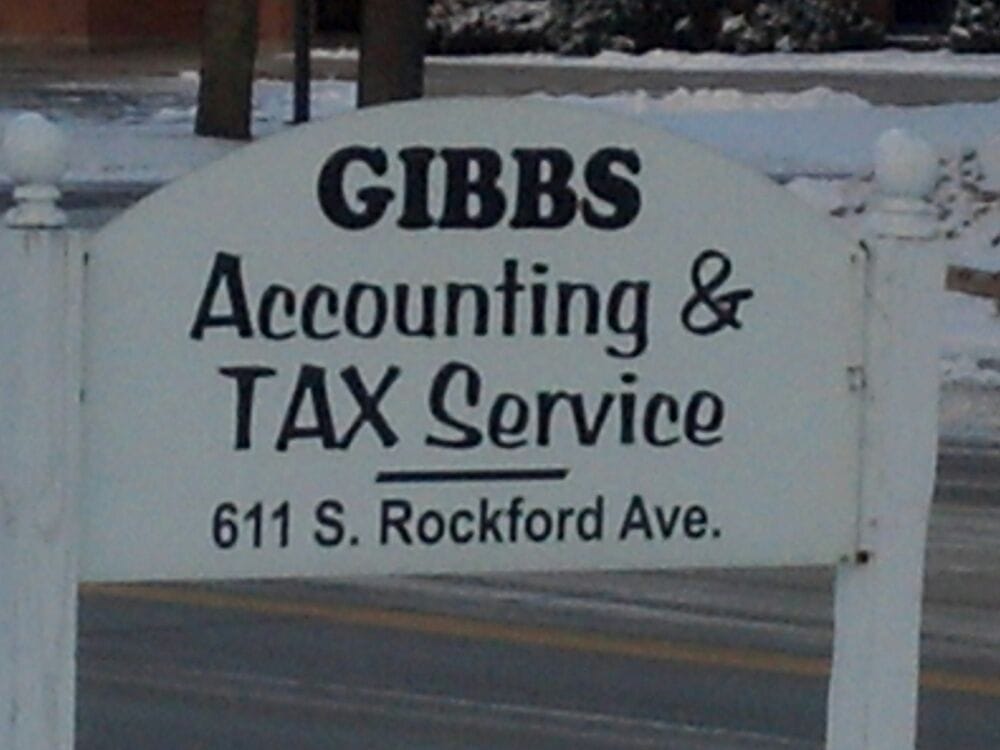 GIBBS
Accounting &
TAX Service
611 S. Rockford Ave.